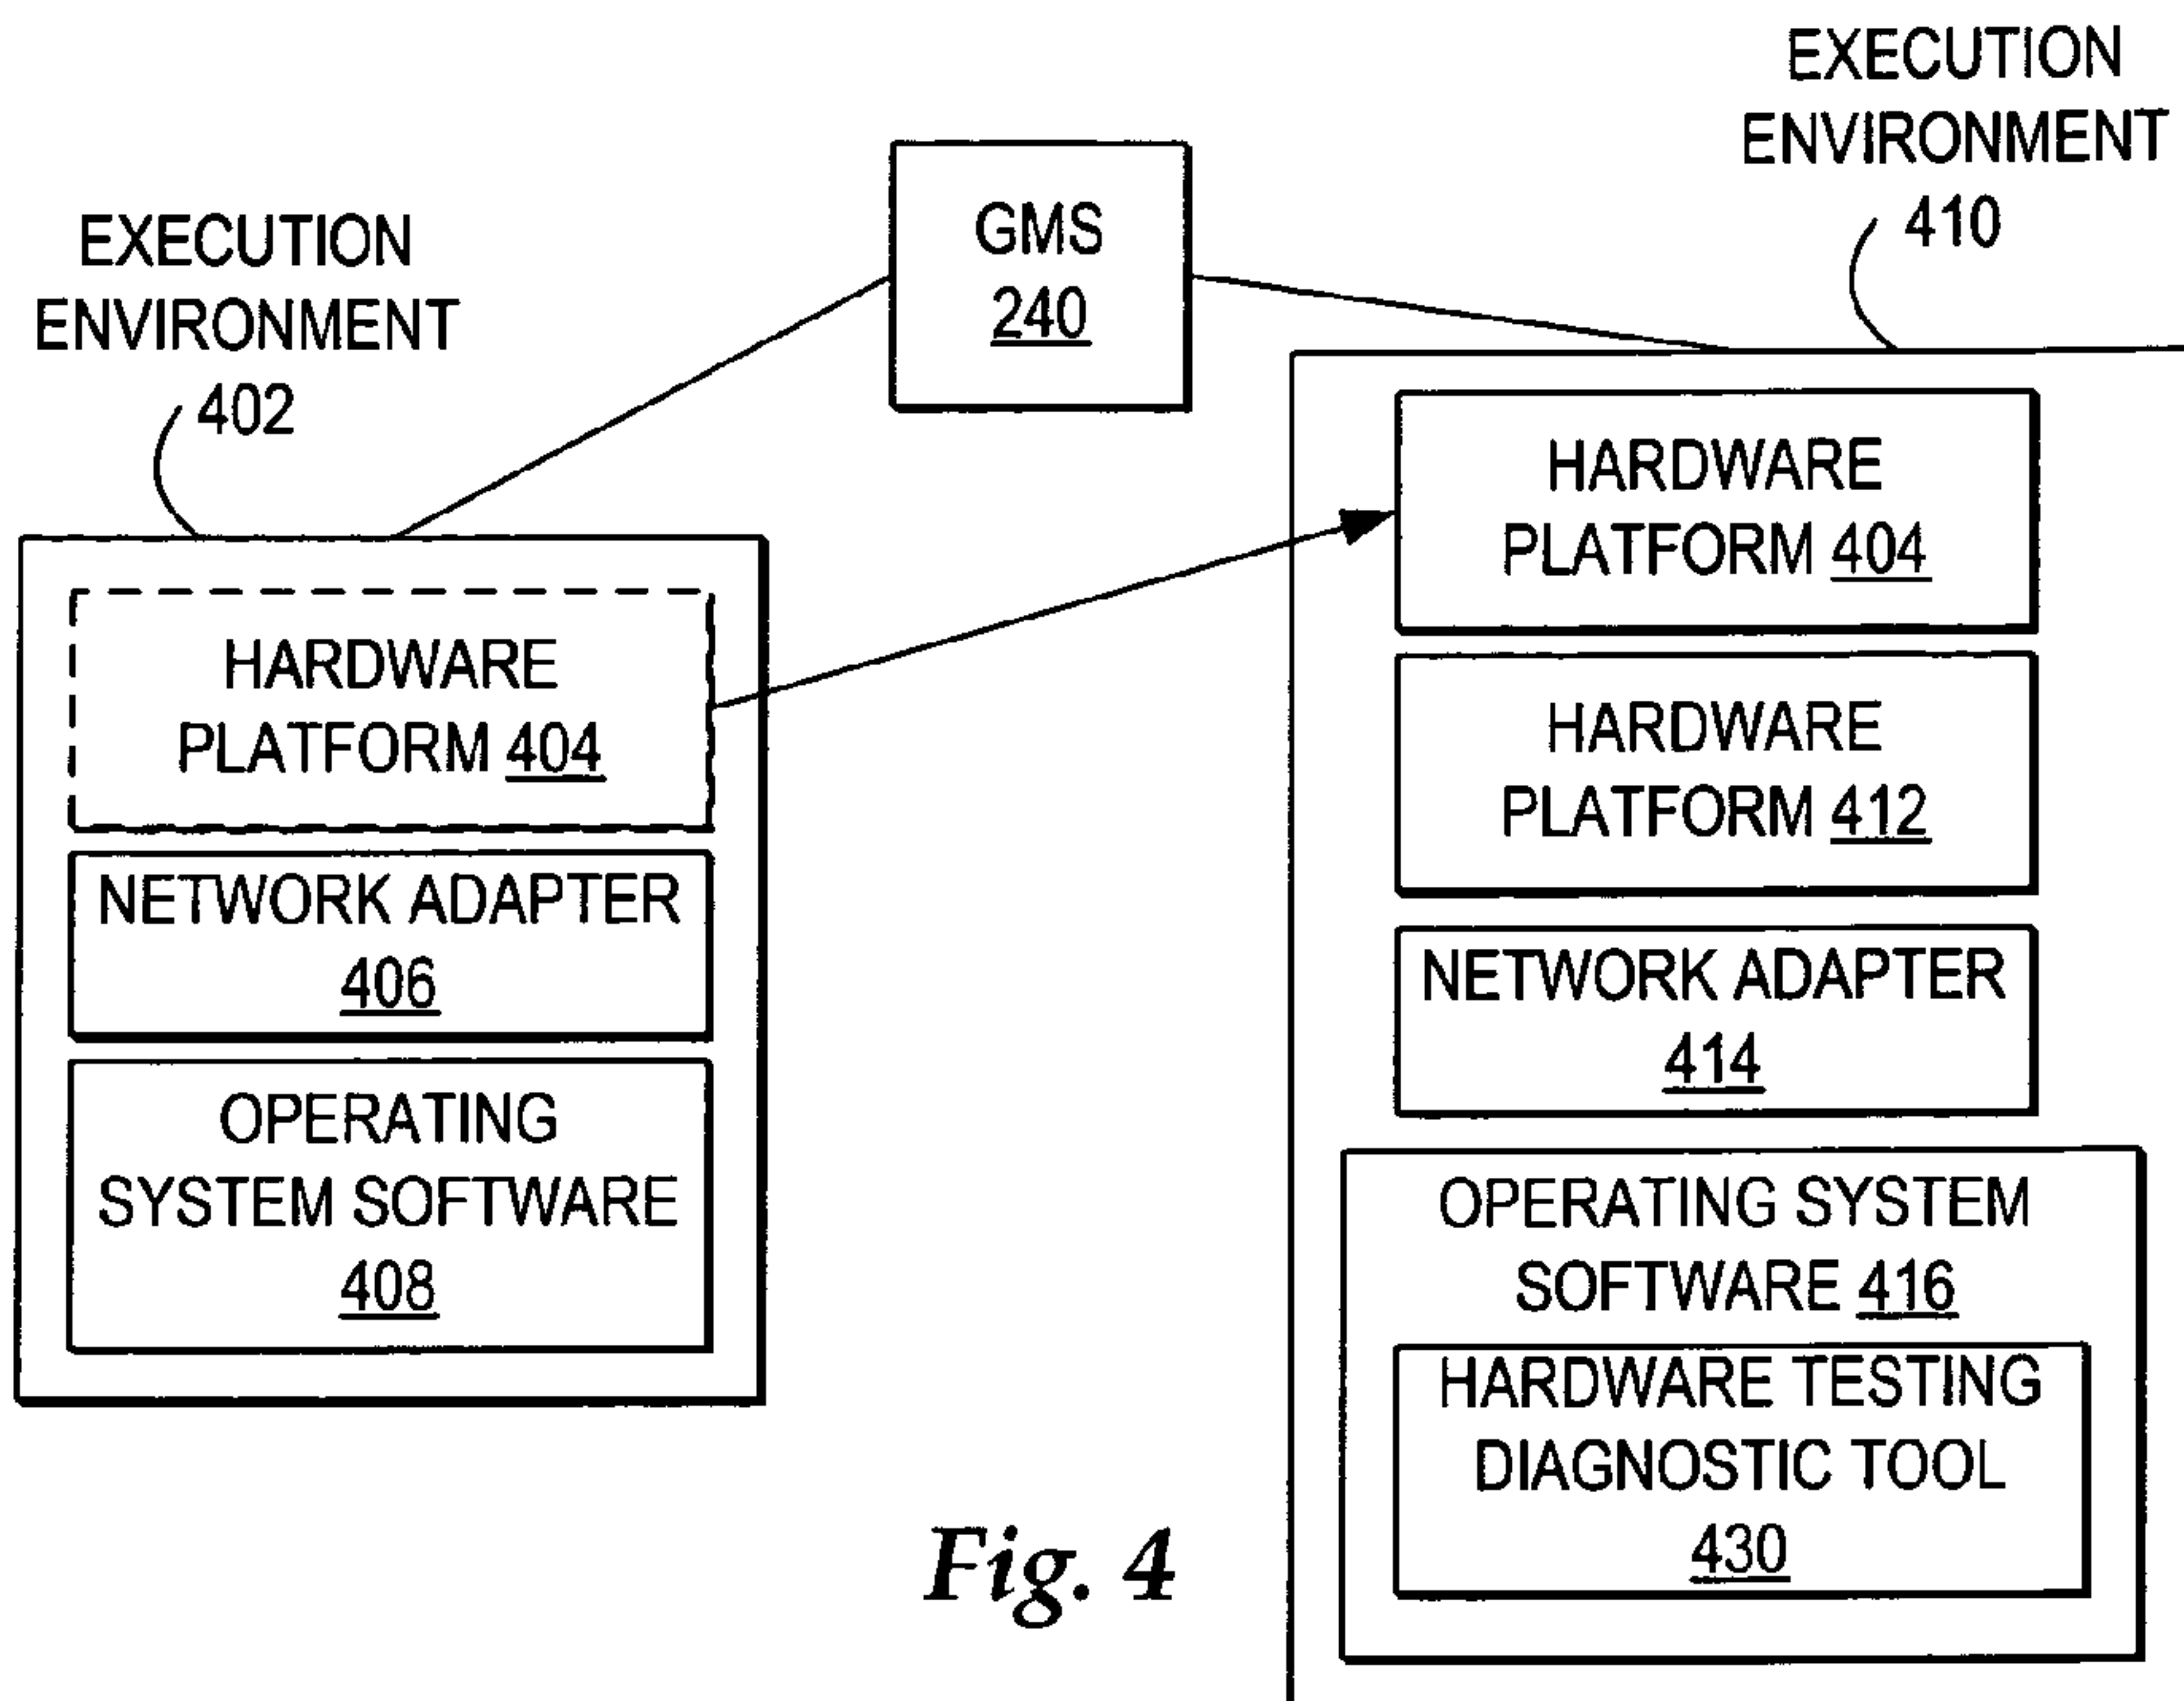 EXECUTION
ENVIRONMENT
402
HARDWARE
PLATFORM 404
NETWORK ADAPTER
406
OPERATING
SYSTEM SOFTWARE
408
GMS
240
EXECUTION
ENVIRONMENT
410
HARDWARE
PLATFORM 404
HARDWARE
PLATFORM 412
NETWORK ADAPTER
414
OPERATING SYSTEM
SOFTWARE 416
HARDWARE TESTING
DIAGNOSTIC TOOL
430
Fig. 4